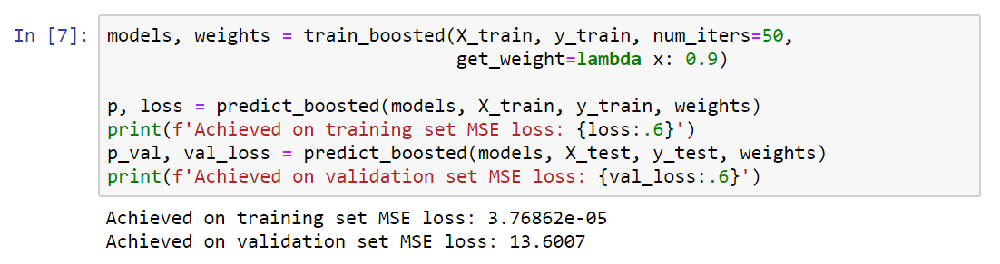 In [7]: models, weights = train_boosted(X_train, y_train, num_iters=50,
get_weight=lambda x: 0.9)
p, loss = predict_boosted(models, X_train, y_train, weights)
print(f'Achieved on training set MSE loss: {loss:.6}')
p_val, val_loss = predict_boosted(models, X_test, y_test, weights)
print(f'Achieved on validation set MSE loss: {val_loss:.6}')
Achieved on training set MSE loss: 3.76862e-05
Achieved on validation set MSE loss: 13.6007